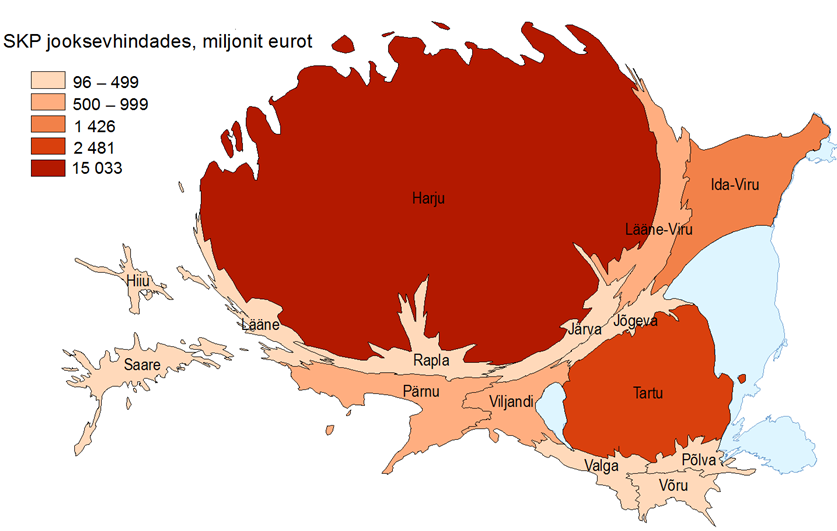 SKP jooksevhindades, miljonit eurot
96 – 499
500 – 999
1 426
2 481
15 033
Harju
Ida-Viru
Lääne-Viru
Hiiu
Lääne
Järva
Jõgeva
Rapla
Saare
Pärnu
Viljandi
Tartu
Valga
Põlva
Võru